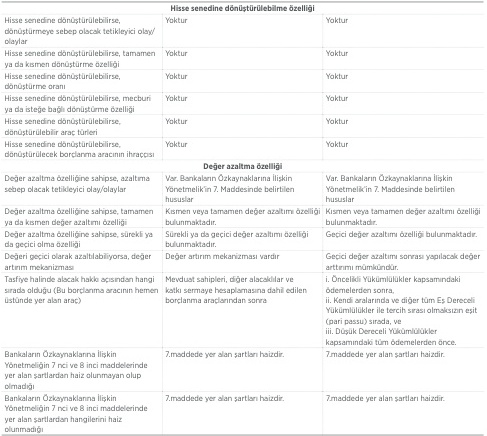 Hisse senedine dönüştürülebilme özelliği
Hisse senedine dönüştürülebilirse,
dönüştürmeye sebep olacak tetikleyici olay/
olaylar
Yoktur
Yoktur
Hisse senedine dönüştürülebilirse, tamamen
ya da kısmen dönüştürme özelliği
Yoktur
Yoktur
Hisse senedine dönüştürülebilirse,
dönüştürme oranı
Yoktur
Yoktur
Hisse senedine dönüştürülebilirse, mecburi
ya da isteğe bağlı dönüştürme özelliği
Yoktur
Yoktur
Hisse senedine dönüştürülebilirse,
dönüştürülebilir araç türleri
Yoktur
Yoktur
Hisse senedine dönüştürülebilirse,
dönüştürülecek borçlanma aracının ihraççısı
Yoktur
Yoktur
Değer azaltma özelliği
Değer azaltma özelliğine sahipse, azaltıma
sebep olacak tetikleyici olay/olaylar
Var. Bankaların Özkaynaklarına İlişkin
Yönetmelik'in 7. Maddesinde belirtilen
hususlar
Var. Bankaların Özkaynaklarına İlişkin
Yönetmelik'in 7. Maddesinde belirtilen
hususlar
Değer azaltma özelliğine sahipse, tamamen
ya da kısmen değer azaltımı özelliği
Kısmen veya tamamen değer azaltımı özelliği
bulunmaktadır.
Kısmen veya tamamen değer azaltımı özelliği
bulunmaktadır.
Değer azaltma özelliğine sahipse, sürekli ya
da geçici olma özelliği
Sürekli ya da geçici değer azaltımı özelliği
bulunmaktadır.
Geçici değer azaltımı özelliği bulunmaktadır.
Değeri geçici olarak azaltılabiliyorsa, değer
artırım mekanizması
Değer artırım mekanizması vardır
Geçici değer azaltımı sonrası yapılacak değer
arttırımı mümkündür.
Tasfiye halinde alacak hakkı açısından hangi
sırada olduğu (Bu borçlanma aracının hemen
üstünde yer alan araç)
Mevduat sahipleri, diğer alacaklılar ve
katkı sermaye hesaplamasına dahil edilen
borçlanma araçlarından sonra
i. Öncelikli Yükümlülükler kapsamındaki
ödemelerden sonra,
ii. Kendi aralarında ve diğer tüm Eş Dereceli
Yükümlülükler ile tercih sırası olmaksızın eşit
(pari passu) sırada, ve
iii. Düşük Dereceli Yükümlülükler
kapsamındaki tüm ödemelerden önce.
Bankaların Özkaynaklarına İlişkin
Yönetmeliğin 7 nci ve 8 inci maddelerinde
yer alan şartlardan haiz olunmayan olup
olmadığı
7.maddede yer alan şartları haizdir.
7.maddede yer alan şartları haizdir.
Bankaların Özkaynaklarına İlişkin
Yönetmeliğin 7 nci ve 8 inci maddelerinde
yer alan şartlardan hangilerini haiz
olunmadığı
7.maddede yer alan şartları haizdir.
7.maddede yer alan şartları haizdir.